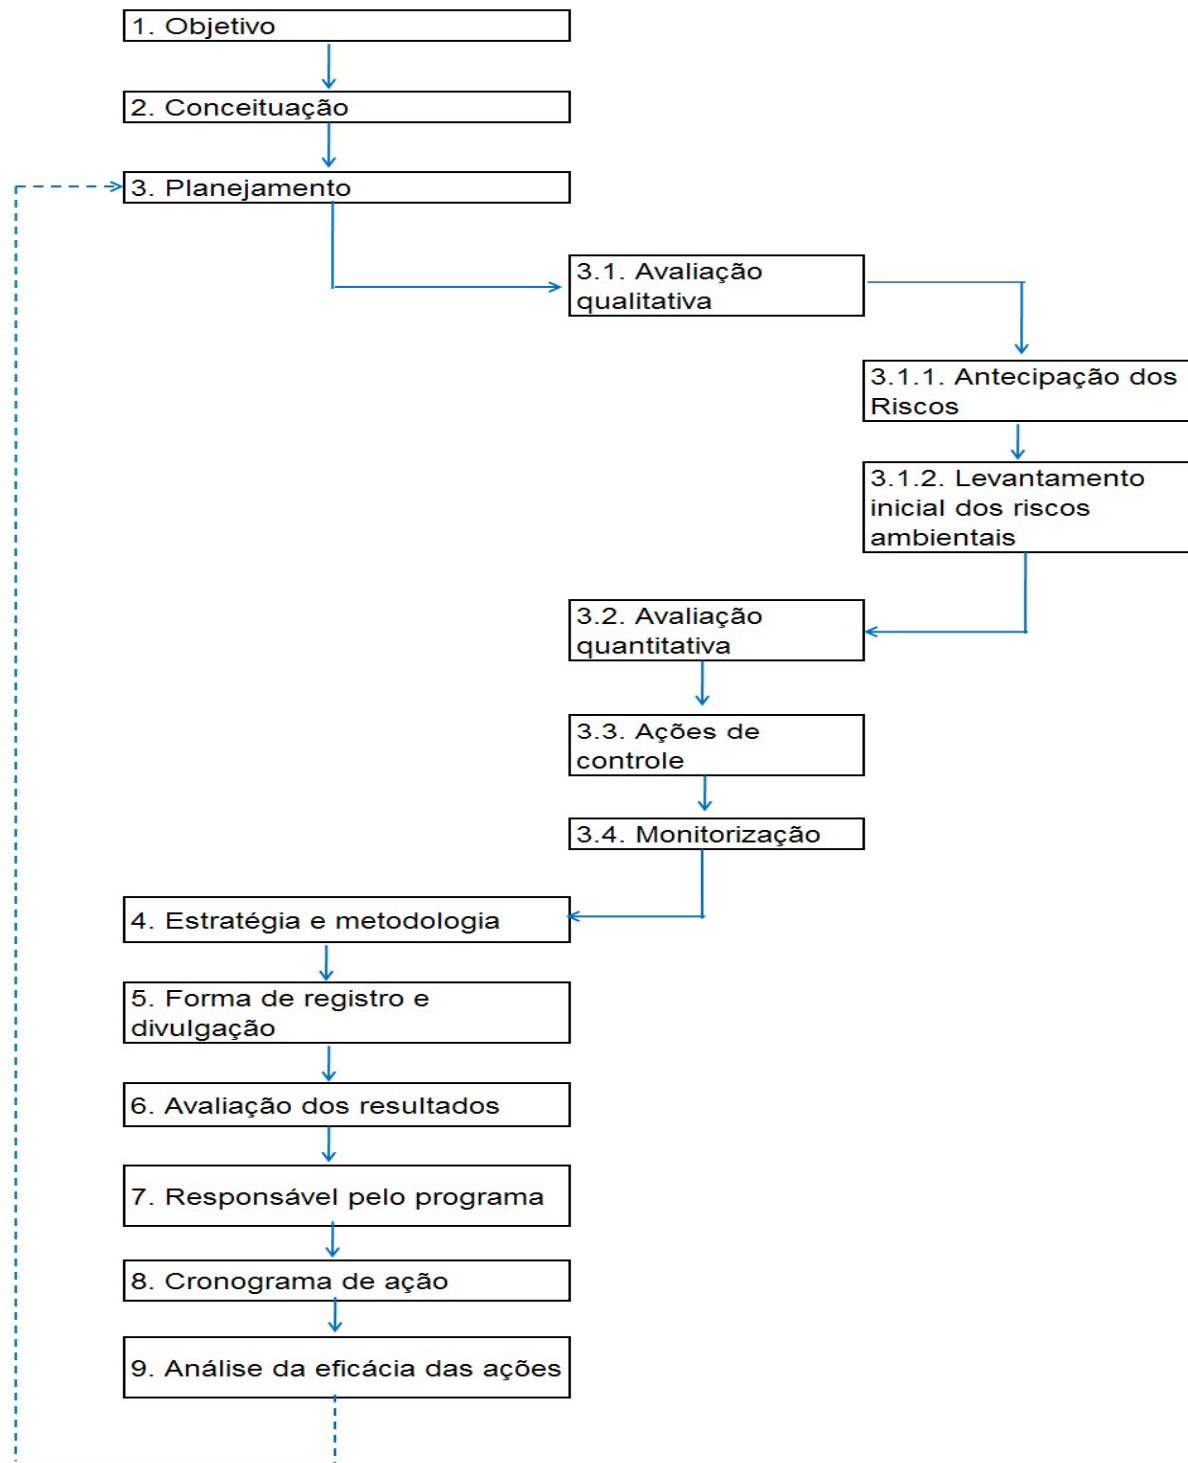 1. Objetivo
2. Conceituação
3. Planejamento
3.1. Avaliação
qualitativa
3.1.1. Antecipação dos
Riscos
3.1.2. Levantamento
inicial dos riscos
ambientais
3.2. Avaliação
quantitativa
3.3. Ações de
controle
3.4. Monitorização
4. Estratégia e metodologia
5. Forma de registro e
divulgação
6. Avaliação dos resultados
7. Responsável pelo programa
8. Cronograma de ação
9. Análise da eficácia das ações